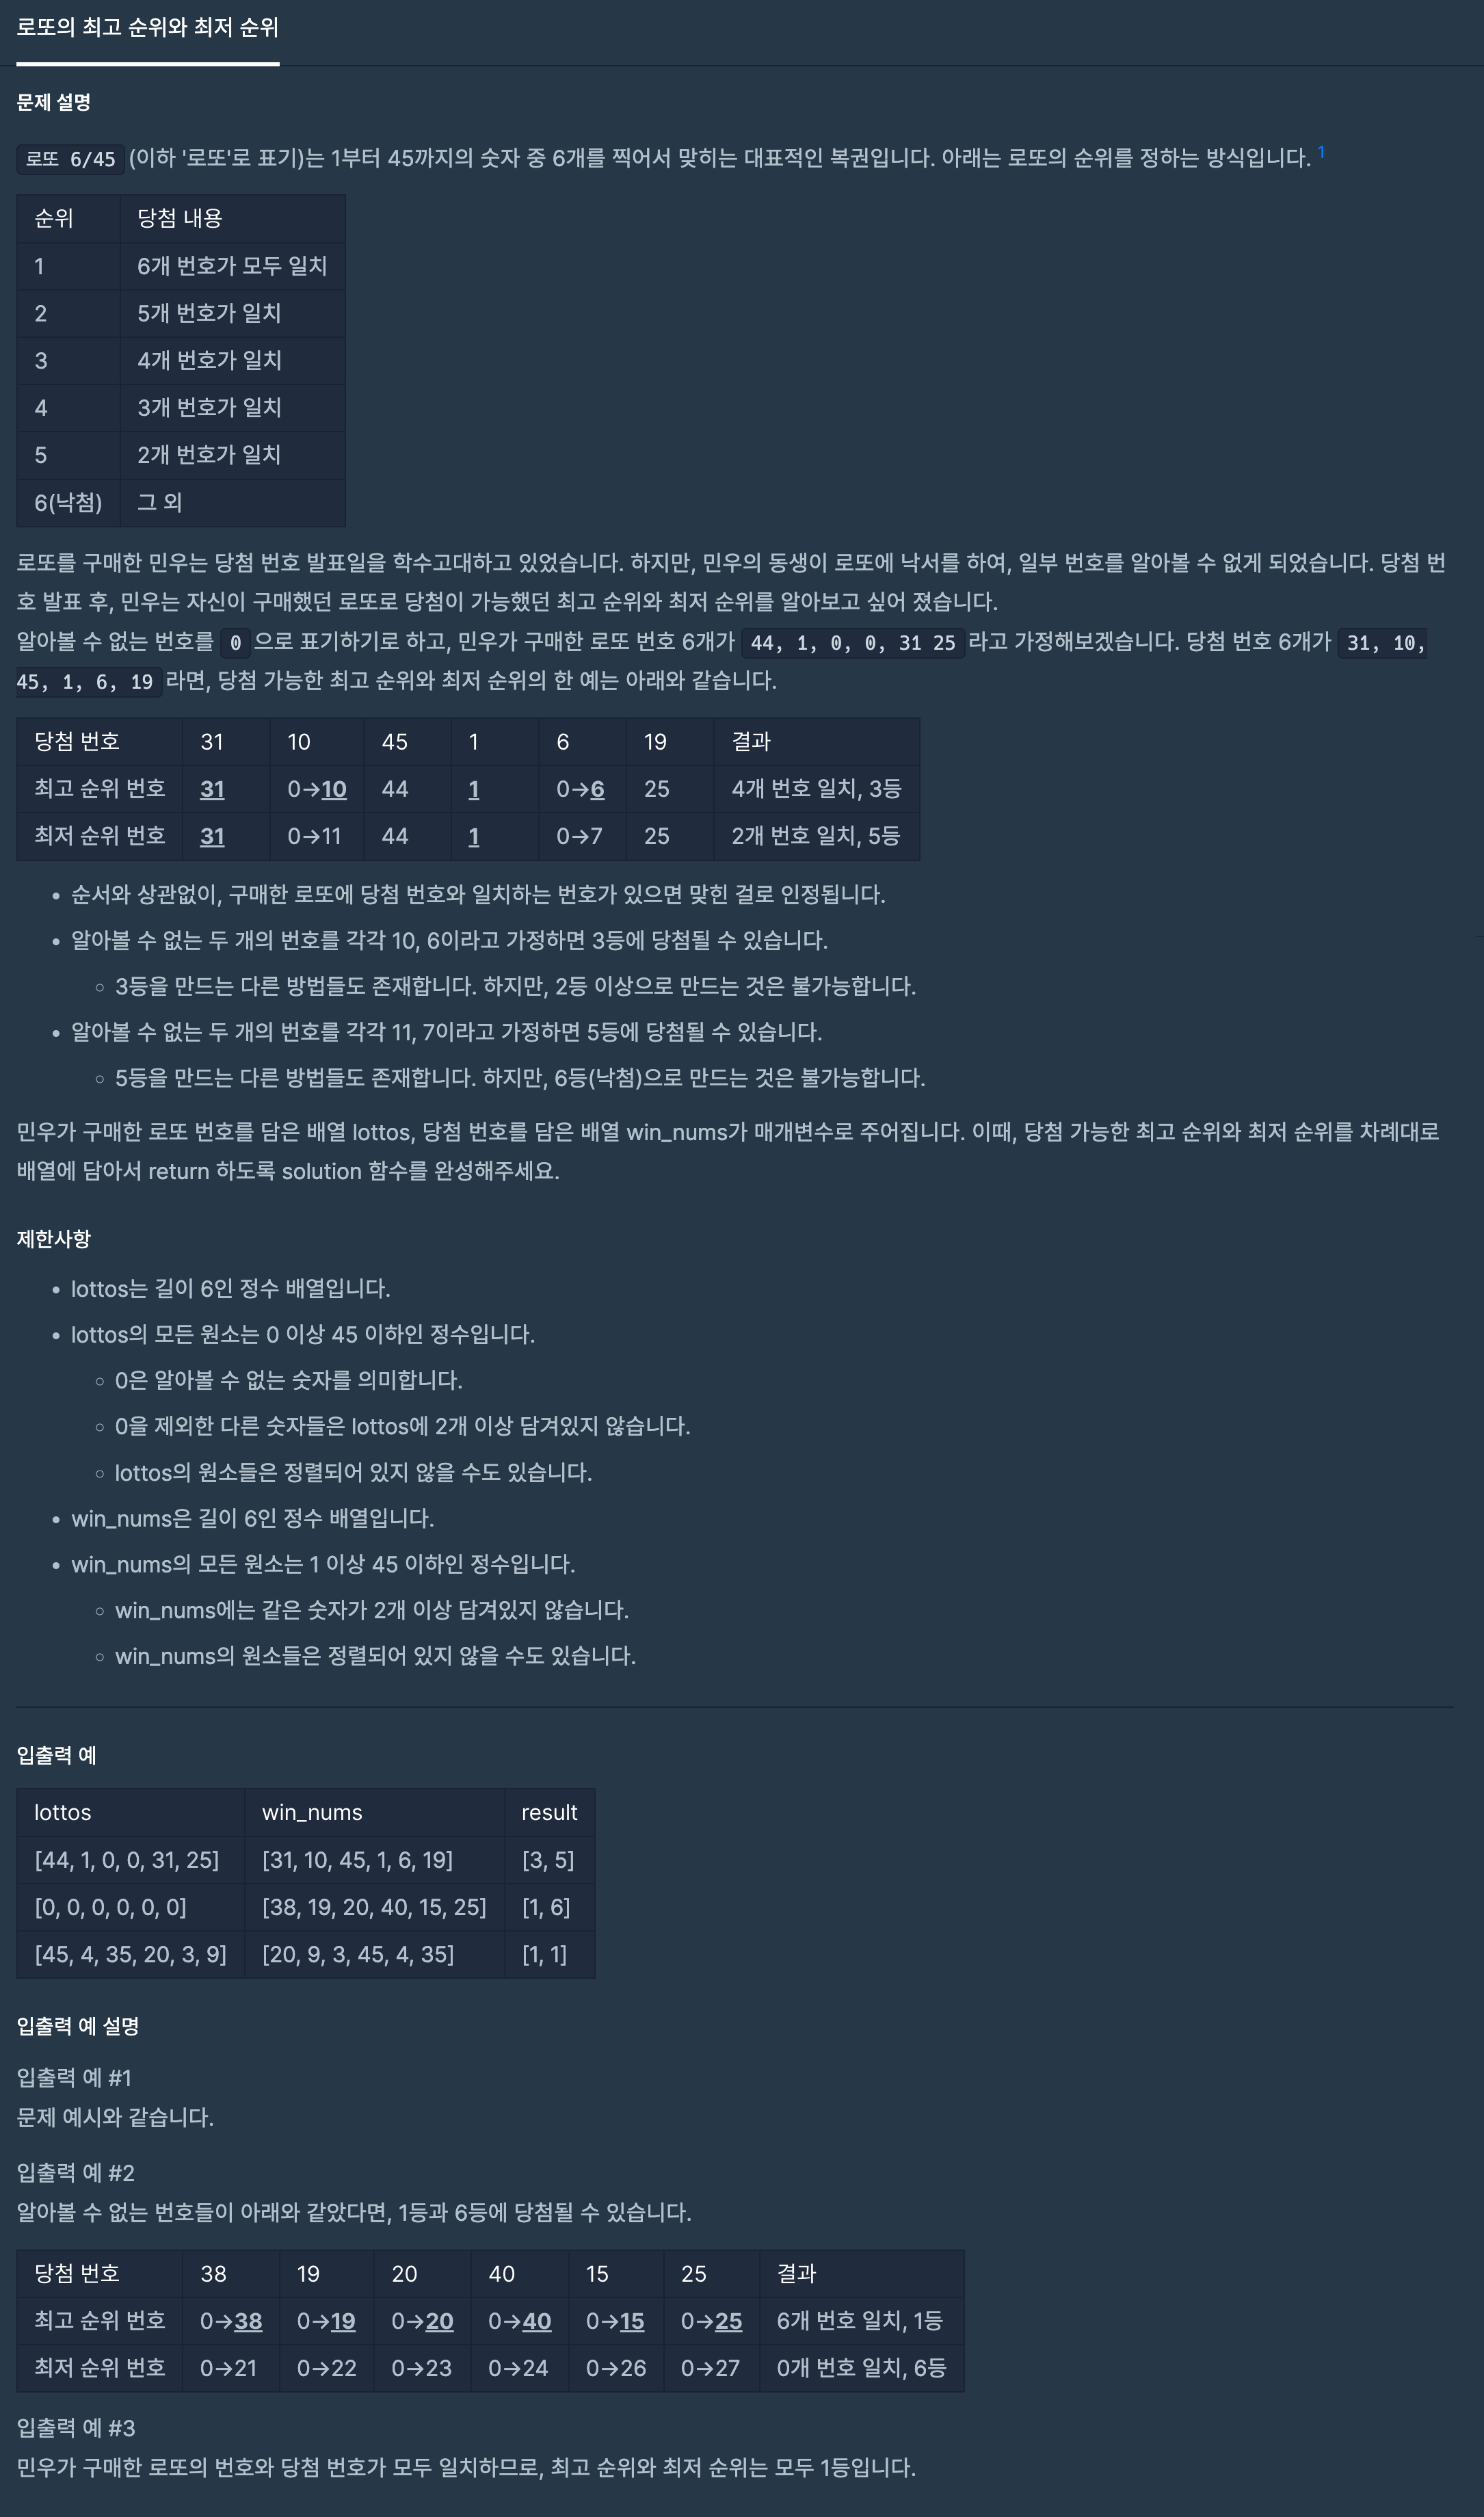 로또의 최고 순위와 최저 순위
문제 설명
로또 6/45 (이하 '로또'로 표기)는 1부터 45까지의 숫자 중 6개를 찍어서 맞히는 대표적인 복권입니다. 아래는 로또의 순위를 정하는 방식입니다. 1
순위 당첨 내용
1 6개 번호가 모두 일치
2 5개 번호가 일치
3 4개 번호가 일치
4 3개 번호가 일치
5 2개 번호가 일치
6(낙첨) 그 외
로또를 구매한 민우는 당첨 번호 발표일을 학수고대하고 있었습니다. 하지만, 민우의 동생이 로또에 낙서를 하여, 일부 번호를 알아볼 수 없게 되었습니다. 당첨 번
호 발표 후, 민우는 자신이 구매했던 로또로 당첨이 가능했던 최고 순위와 최저 순위를 알아보고 싶어 졌습니다.
알아볼 수 없는 번호를 0 으로 표기하기로 하고, 민우가 구매한 로또 번호 6개가 44, 1, 0, 0, 31 25 라고 가정해보겠습니다. 당첨 번호 6개가 31, 10,
45, 1, 6, 19 라면, 당첨 가능한 최고 순위와 최저 순위의 한 예는 아래와 같습니다.
당첨 번호 31 10 45 1 6 19 결과
최고 순위 번호 31 0→10 44 1 0→6 25 4개 번호 일치, 3등
최저 순위 번호 31 0→11 44 1 0→7 25 2개 번호 일치, 5등
• 순서와 상관없이, 구매한 로또에 당첨 번호와 일치하는 번호가 있으면 맞힌 걸로 인정됩니다.
• 알아볼 수 없는 두 개의 번호를 각각 10, 6이라고 가정하면 3등에 당첨될 수 있습니다.
◦ 3등을 만드는 다른 방법들도 존재합니다. 하지만, 2등 이상으로 만드는 것은 불가능합니다.
• 알아볼 수 없는 두 개의 번호를 각각 11, 7이라고 가정하면 5등에 당첨될 수 있습니다.
◦ 5등을 만드는 다른 방법들도 존재합니다. 하지만, 6등(낙첨)으로 만드는 것은 불가능합니다.
민우가 구매한 로또 번호를 담은 배열 lottos, 당첨 번호를 담은 배열 win_nums가 매개변수로 주어집니다. 이때, 당첨 가능한 최고 순위와 최저 순위를 차례대로
배열에 담아서 return 하도록 solution 함수를 완성해주세요.
제한사항
• lottos는 길이 6인 정수 배열입니다.
• lottos의 모든 원소는 0 이상 45 이하인 정수입니다.
◦ 0은 알아볼 수 없는 숫자를 의미합니다.
◦ 0을 제외한 다른 숫자들은 lottos에 2개 이상 담겨있지 않습니다.
◦ lottos의 원소들은 정렬되어 있지 않을 수도 있습니다.
• win_nums은 길이 6인 정수 배열입니다.
• win_nums의 모든 원소는 1 이상 45 이하인 정수입니다.
◦ win_nums에는 같은 숫자가 2개 이상 담겨있지 않습니다.
◦ win_nums의 원소들은 정렬되어 있지 않을 수도 있습니다.
입출력 예
lottos win_nums result
[44, 1, 0, 0, 31, 25] [31, 10, 45, 1, 6, 19] [3, 5]
[0, 0, 0, 0, 0, 0] [38, 19, 20, 40, 15, 25] [1, 6]
[45, 4, 35, 20, 3, 9] [20, 9, 3, 45, 4, 35] [1, 1]
입출력 예 설명
입출력 예 #1
문제 예시와 같습니다.
입출력 예 #2
알아볼 수 없는 번호들이 아래와 같았다면, 1등과 6등에 당첨될 수 있습니다.
당첨 번호 38 19 20 40 15 25 결과
최고 순위 번호 0→38 0→19 0→20 0→40 0→15 0→25 6개 번호 일치, 1등
최저 순위 번호 0→21 0→22 0→23 0→24 0→26 0→27 0개 번호 일치, 6등
입출력 예 #3
민우가 구매한 로또의 번호와 당첨 번호가 모두 일치하므로, 최고 순위와 최저 순위는 모두 1등입니다.